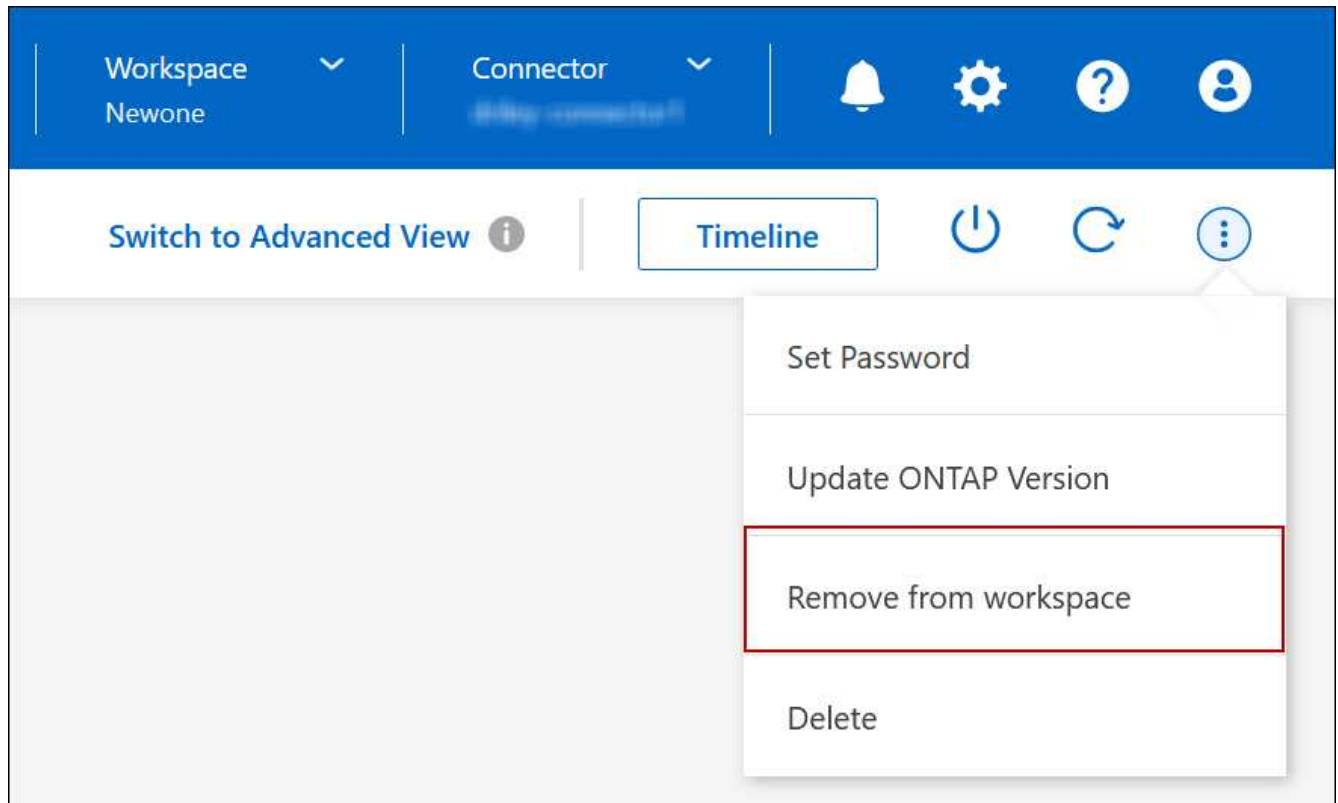 Workspace
Connector
Newone
Switch to Advanced View
Timeline
Set Password
Update ONTAP Version
Remove from workspace
Delete